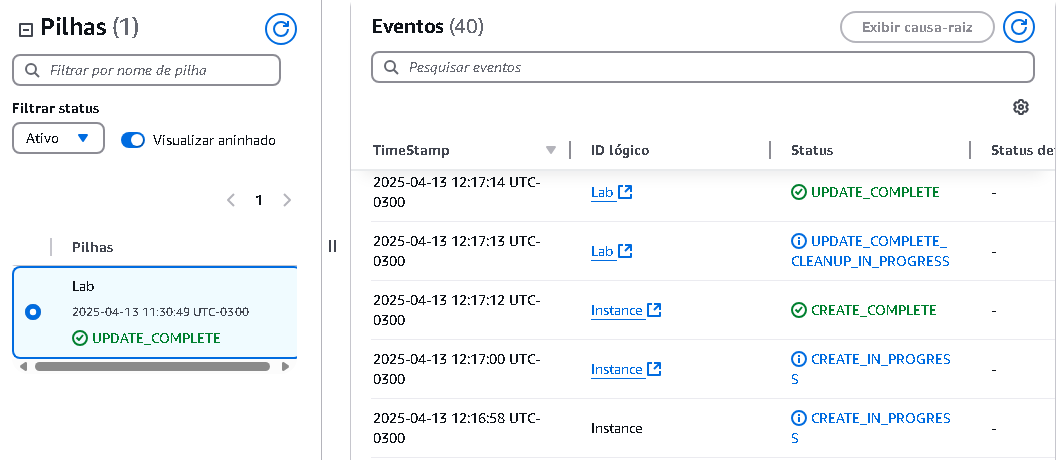 Pilhas (1)
Filtrar por nome de pilha
Filtrar status
Ativo
Visualizar aninhado
1
Pilhas
Lab
2025-04-13 11:30:49 UTC-0300
UPDATE_COMPLETE
Eventos (40)
Exibir causa-raiz
Pesquisar eventos
TimeStamp ID lógico Status Status de
2025-04-13 12:17:14 UTC-
0300
Lab
UPDATE_COMPLETE
-
2025-04-13 12:17:13 UTC-
0300
Lab
UPDATE_COMPLETE_
CLEANUP_IN_PROGRESS
-
2025-04-13 12:17:12 UTC-
0300
Instance
CREATE_COMPLETE
-
2025-04-13 12:17:00 UTC-
0300
Instance
CREATE_IN_PROGRES
S
-
2025-04-13 12:16:58 UTC-
0300
Instance
CREATE_IN_PROGRES
S
-